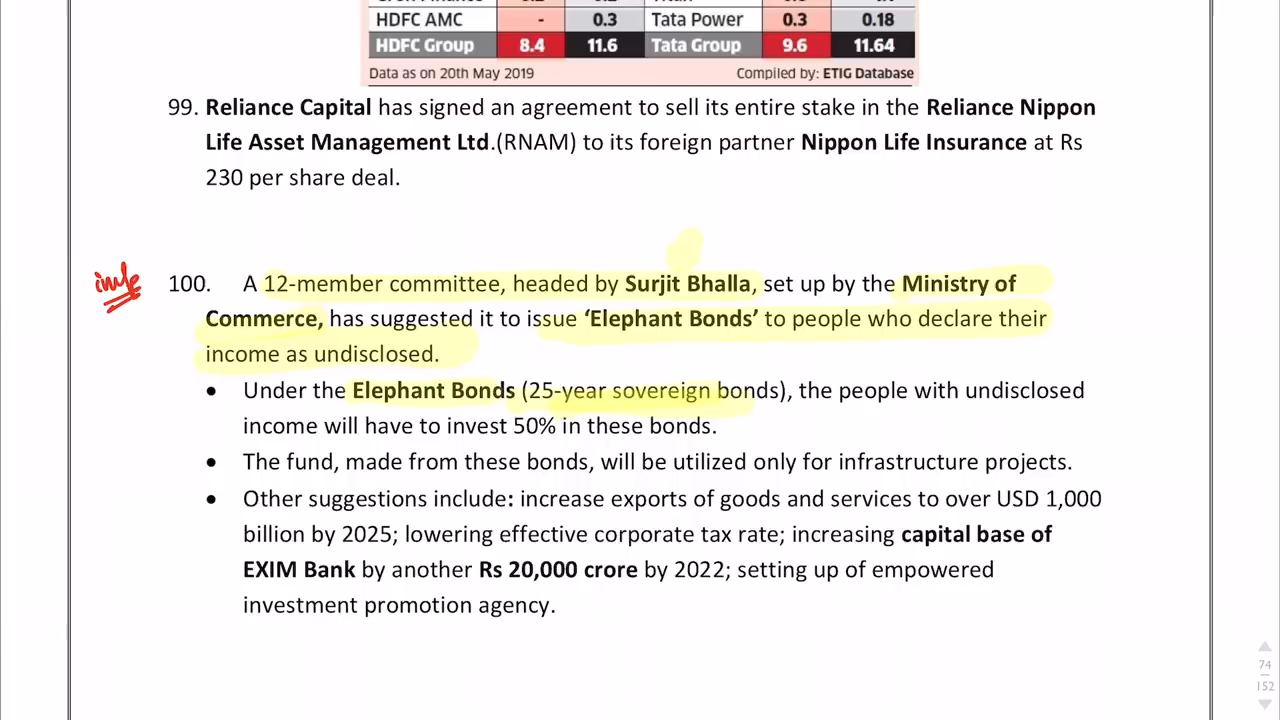 HDFC AMC - 0.3 Tata Power 0.3 0.18
HDFC Group 8.4 11.6 Tata Group 9.6 11.64
Data as on 20th May 2019 Compiled by: ETIG Database
99. Reliance Capital has signed an agreement to sell its entire stake in the Reliance Nippon
Life Asset Management Ltd.(RNAM) to its foreign partner Nippon Life Insurance at Rs
230 per share deal.
100. A 12-member committee, headed by Surjit Bhalla, set up by the Ministry of
Commerce, has suggested it to issue ‘Elephant Bonds’ to people who declare their
income as undisclosed.
• Under the Elephant Bonds (25-year sovereign bonds), the people with undisclosed
income will have to invest 50% in these bonds.
• The fund, made from these bonds, will be utilized only for infrastructure projects.
• Other suggestions include: increase exports of goods and services to over USD 1,000
billion by 2025; lowering effective corporate tax rate; increasing capital base of
EXIM Bank by another Rs 20,000 crore by 2022; setting up of empowered
investment promotion agency.
74
152